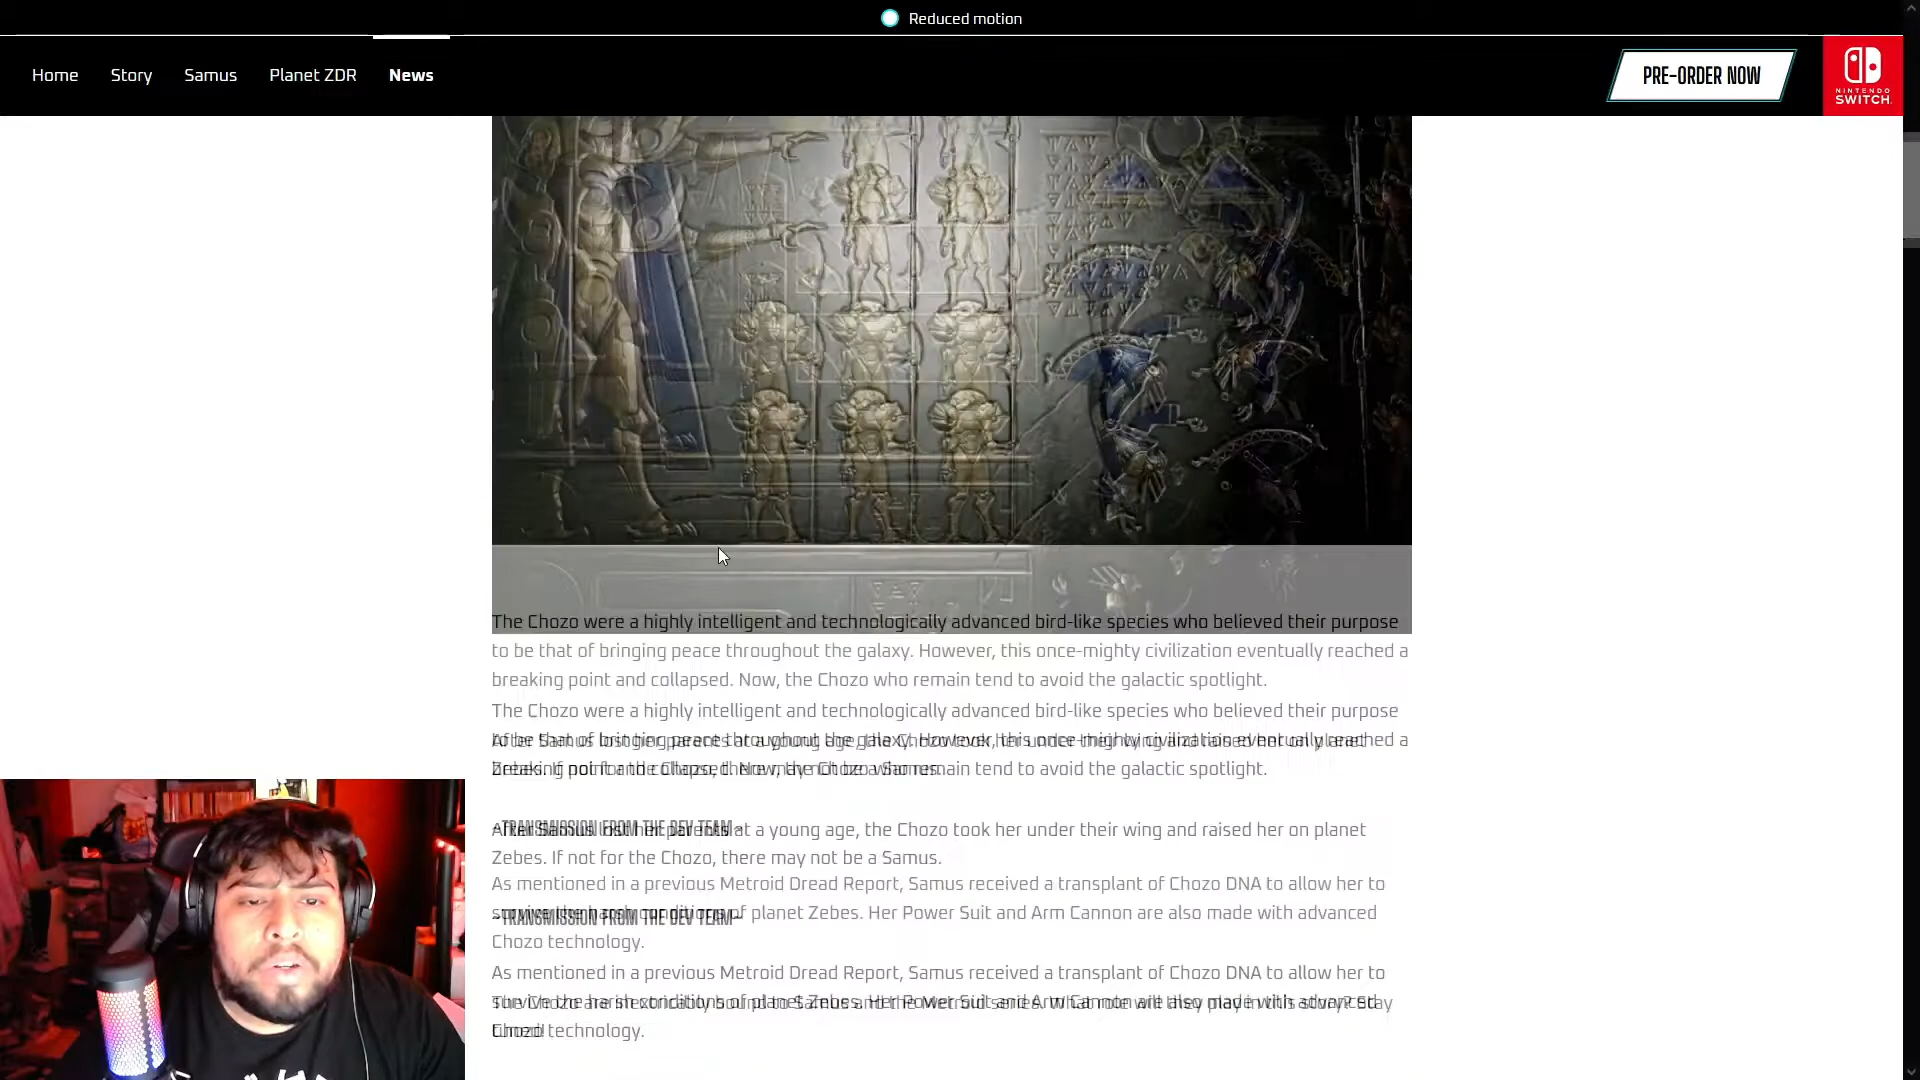 Reduced motion
Home
Story
Samus
Planet ZDR
News
PRE-ORDER NOW
NINTENDO
SWITCH
The Chozo were a highly intelligent and technologically advanced bird-like species who believed their purpose
to be that of bringing peace throughout the galaxy. However, this once-mighty civilization eventually reached a
breaking point and collapsed. Now, the Chozo who remain tend to avoid the galactic spotlight.
The Chozo were a highly intelligent and technologically advanced bird-like species who believed their purpose
to be that of bringing peace throughout the galaxy. However, this once-mighty civilization eventually reached a
breaking point and collapsed. Now, the Chozo who remain tend to avoid the galactic spotlight.
~TRANSMISSION FROM THE DEV TEAM~
After Samus lost her parents at a young age, the Chozo took her under their wing and raised her on planet
Zebes. If not for the Chozo, there may not be a Samus.
As mentioned in a previous Metroid Dread Report, Samus received a transplant of Chozo DNA to allow her to
survive the harsh conditions of planet Zebes. Her Power Suit and Arm Cannon are also made with advanced
Chozo technology.
~TRANSMISSION FROM THE DEV TEAM~
As mentioned in a previous Metroid Dread Report, Samus received a transplant of Chozo DNA to allow her to
survive the harsh conditions of planet Zebes. Her Power Suit and Arm Cannon are also made with advanced
Chozo technology.